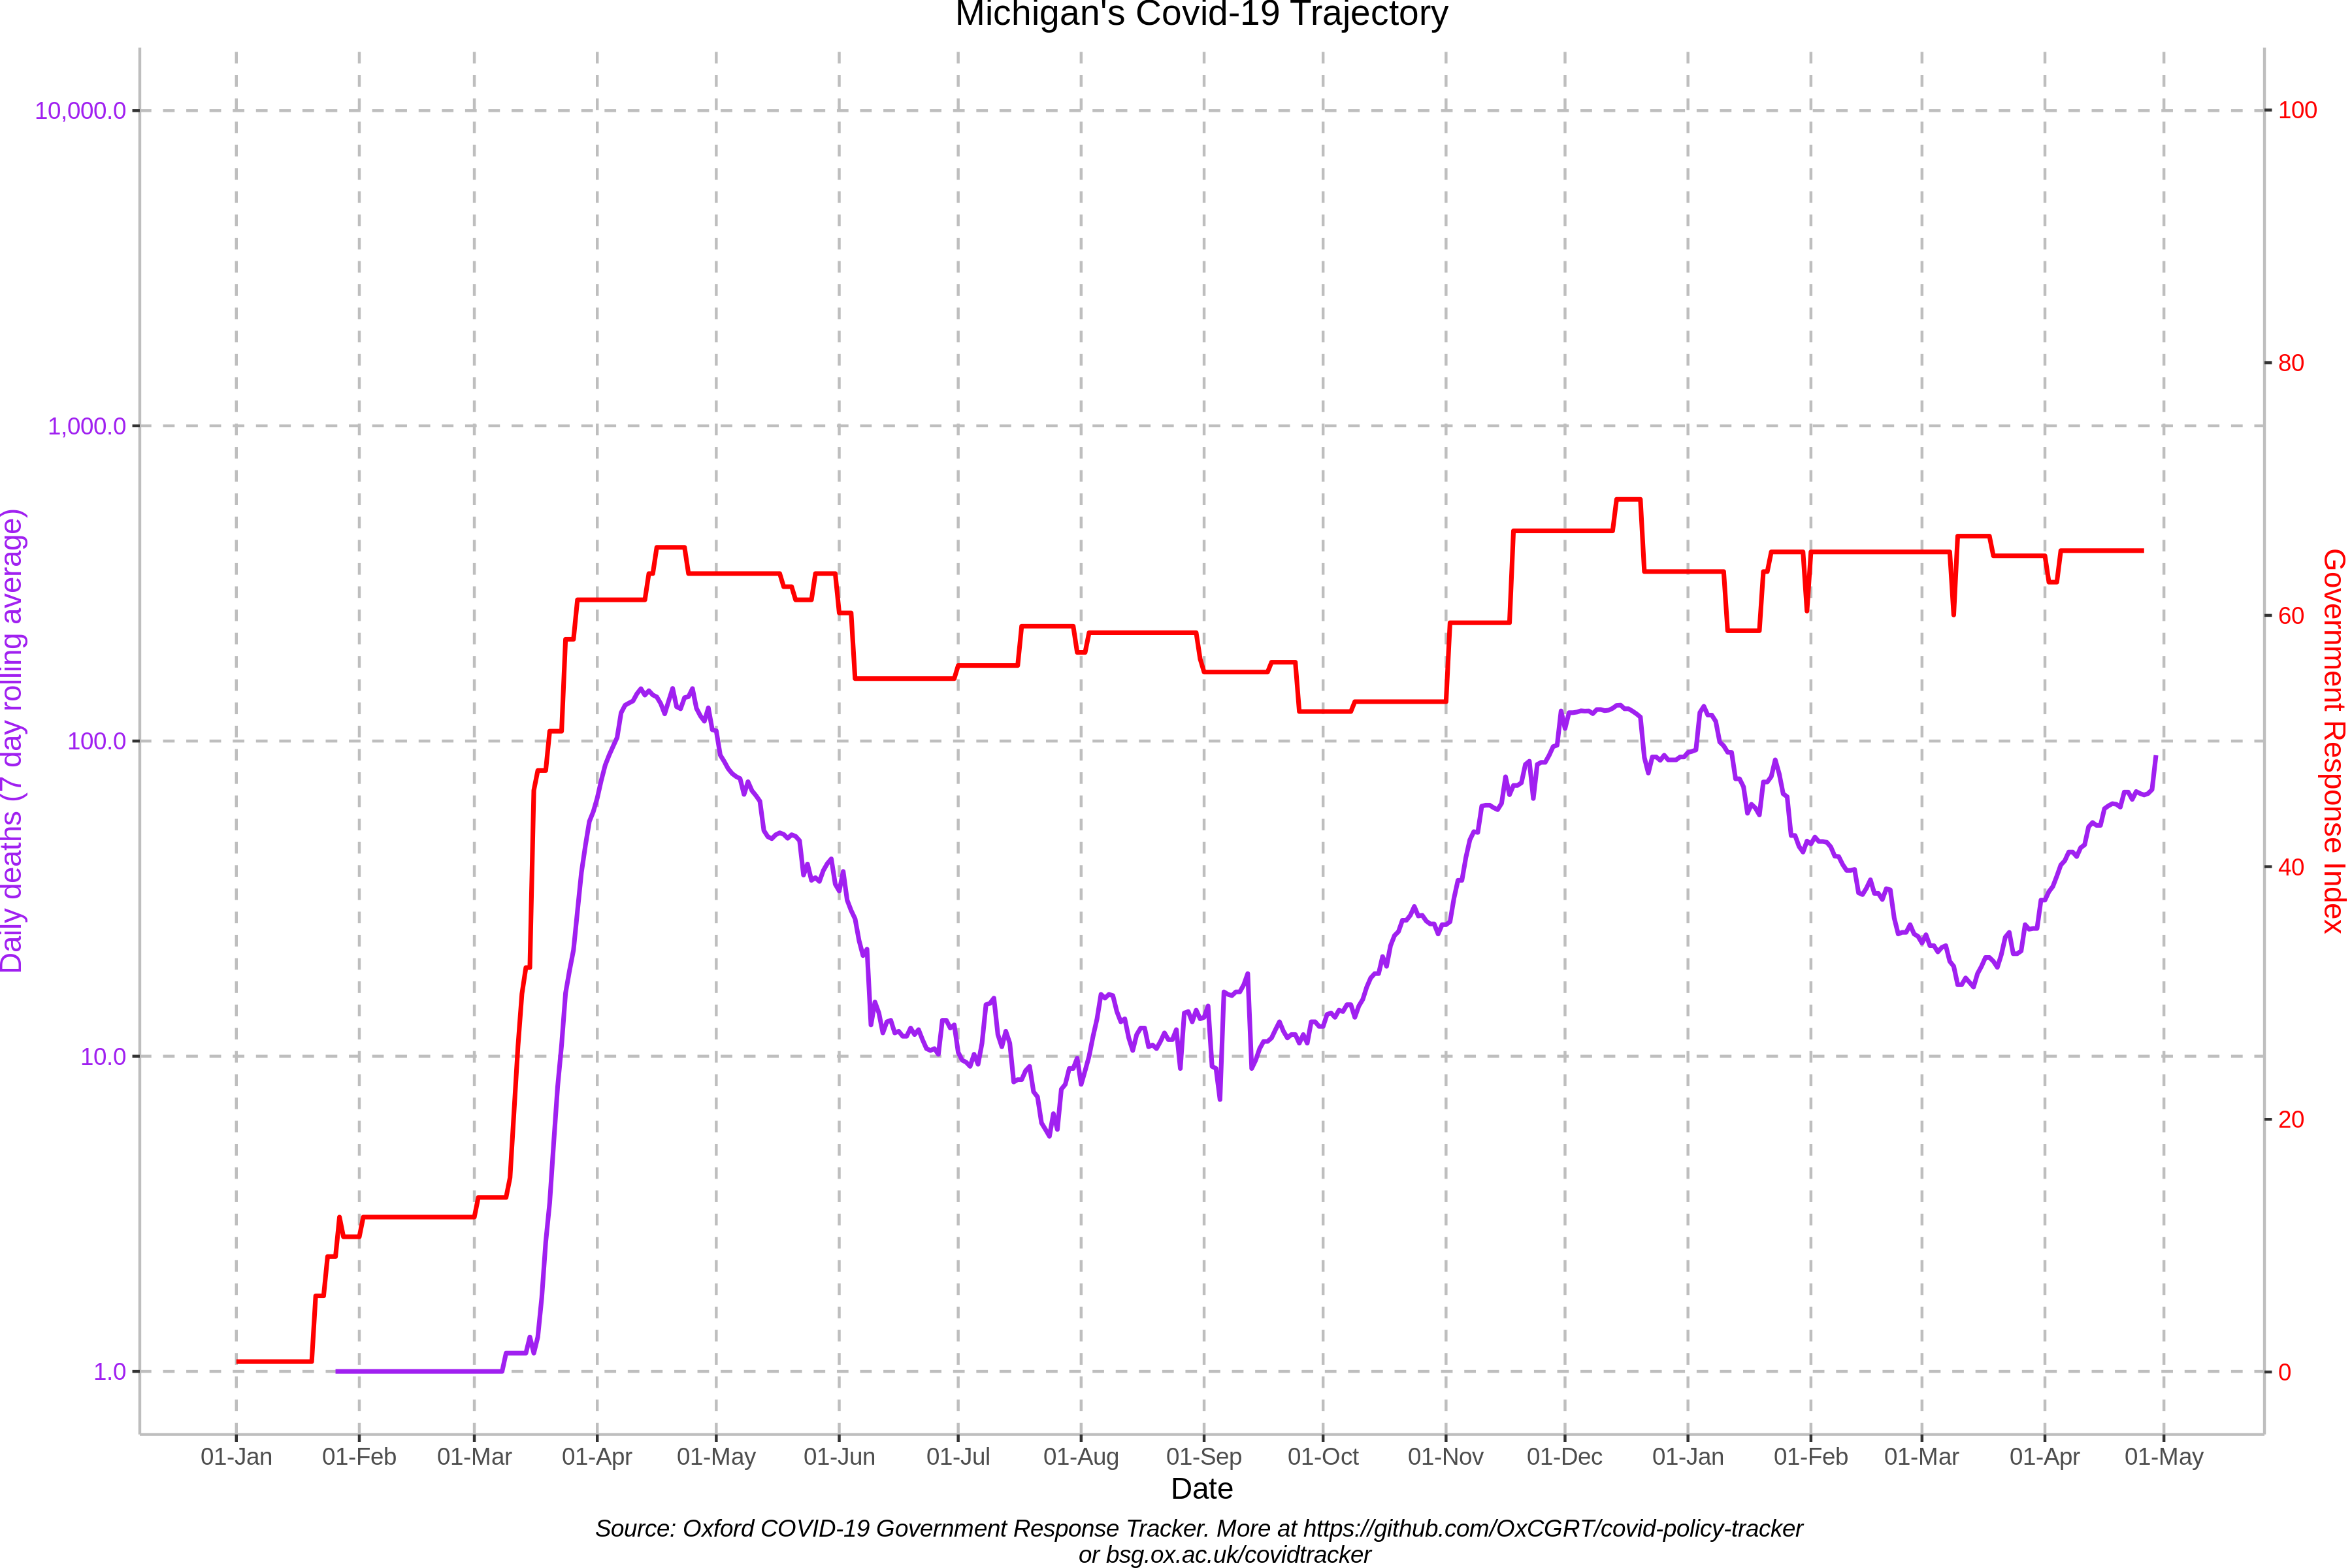 Michigan's Covid-19 Trajectory
10,000.0
1,000.0
100.0
10.0
1.0
Daily deaths (7 day rolling average)
100
80
60
40
20
0
Government Response Index
01-Jan 01-Feb 01-Mar 01-Apr 01-May 01-Jun 01-Jul 01-Aug 01-Sep 01-Oct 01-Nov 01-Dec 01-Jan 01-Feb 01-Mar 01-Apr 01-May
Date
Source: Oxford COVID-19 Government Response Tracker. More at https://github.com/OxCGRT/covid-policy-tracker
or bsg.ox.ac.uk/covidtracker